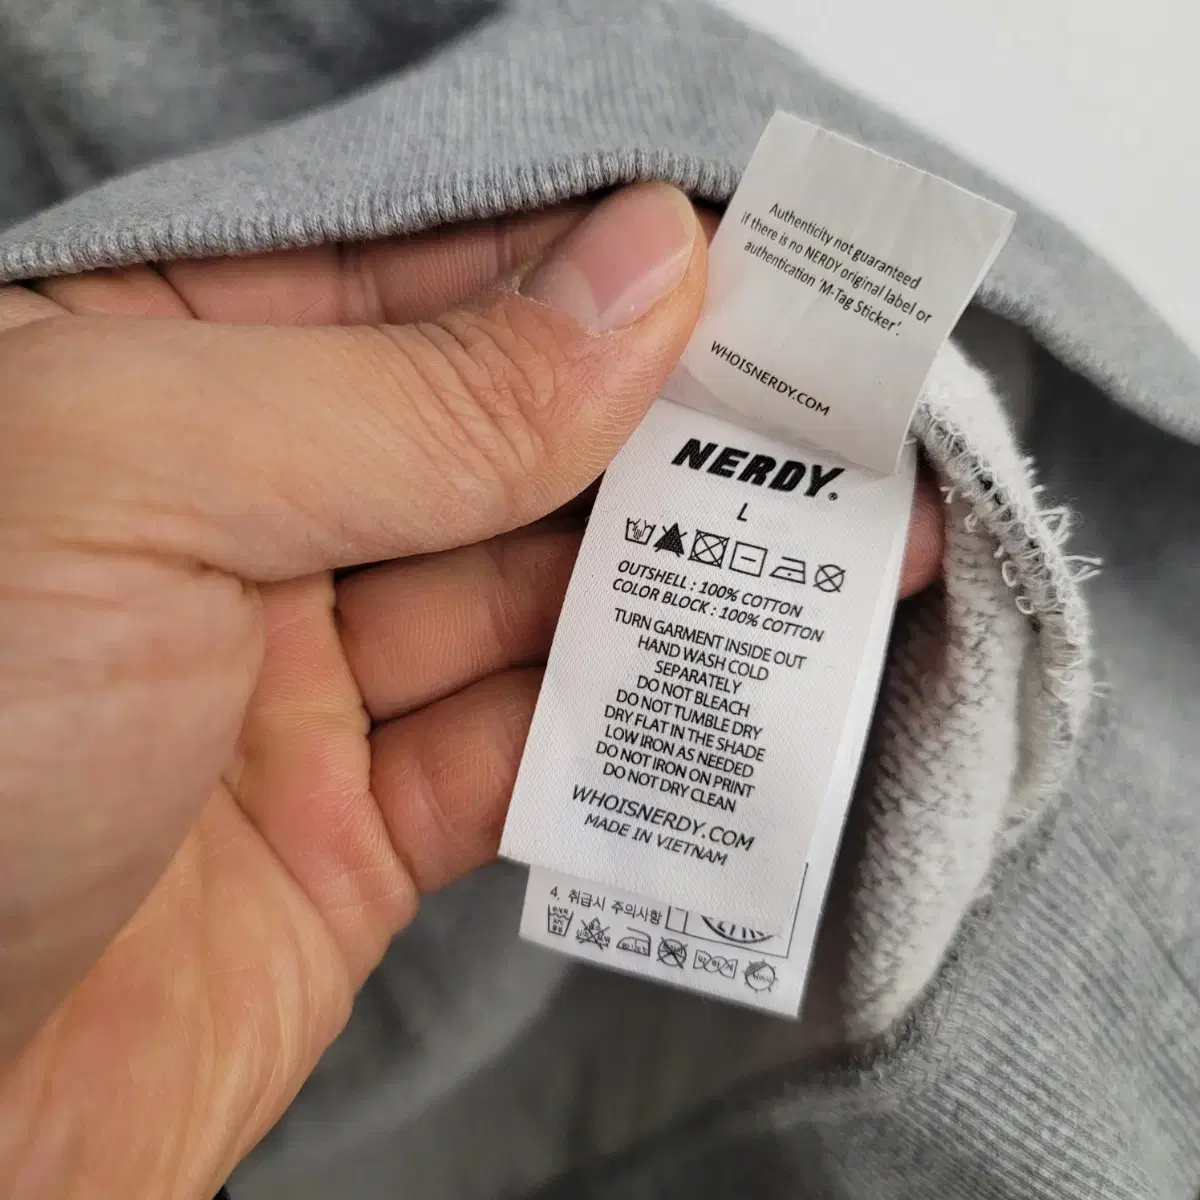 Authenticity not guaranteed
if there is no NERDY original label or
authentication 'M-Tag Sticker'.
WHOISNERDY.COM
NERDY®
L
OUTSHELL : 100% COTTON
COLOR BLOCK : 100% COTTON
TURN GARMENT INSIDE OUT
HAND WASH COLD
SEPARATELY
DO NOT BLEACH
DO NOT TUMBLE DRY
DRY FLAT IN THE SHADE
LOW IRON AS NEEDED
DO NOT IRON ON PRINT
DO NOT DRY CLEAN
WHOISNERDY.COM
MADE IN VIETNAM
4. 취급시 주의사항